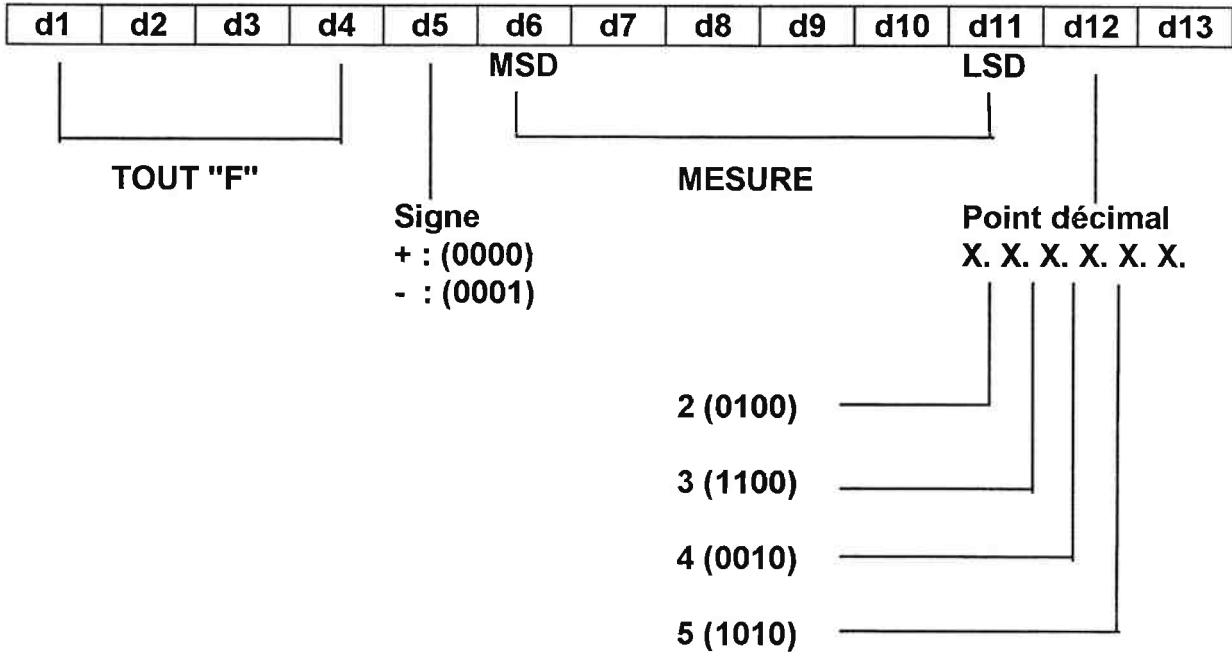 d1 d2 d3 d4 d5 d6 d7 d8 d9 d10 d11 d12 d13
MSD LSD
TOUT "F" MESURE
Signe Point décimal
+ : (0000) X. X. X. X. X. X.
- : (0001)
2 (0100)
3 (1100)
4 (0010)
5 (1010)